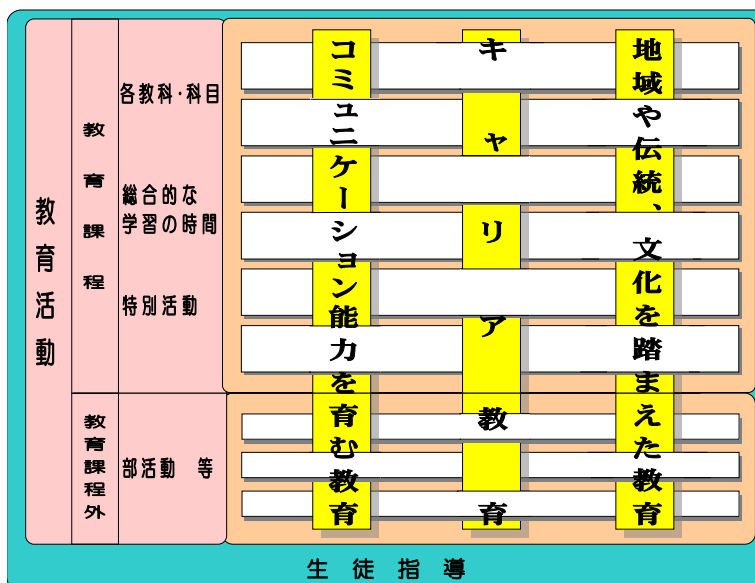 教育活動
教育課程
各教科・科目
総合的な
学習の時間
特別活動
教育課程外
部活動 等
コミュニケーション能力を育む教育
キャリア教育
地域や伝統、文化を踏まえた教育
生徒指導